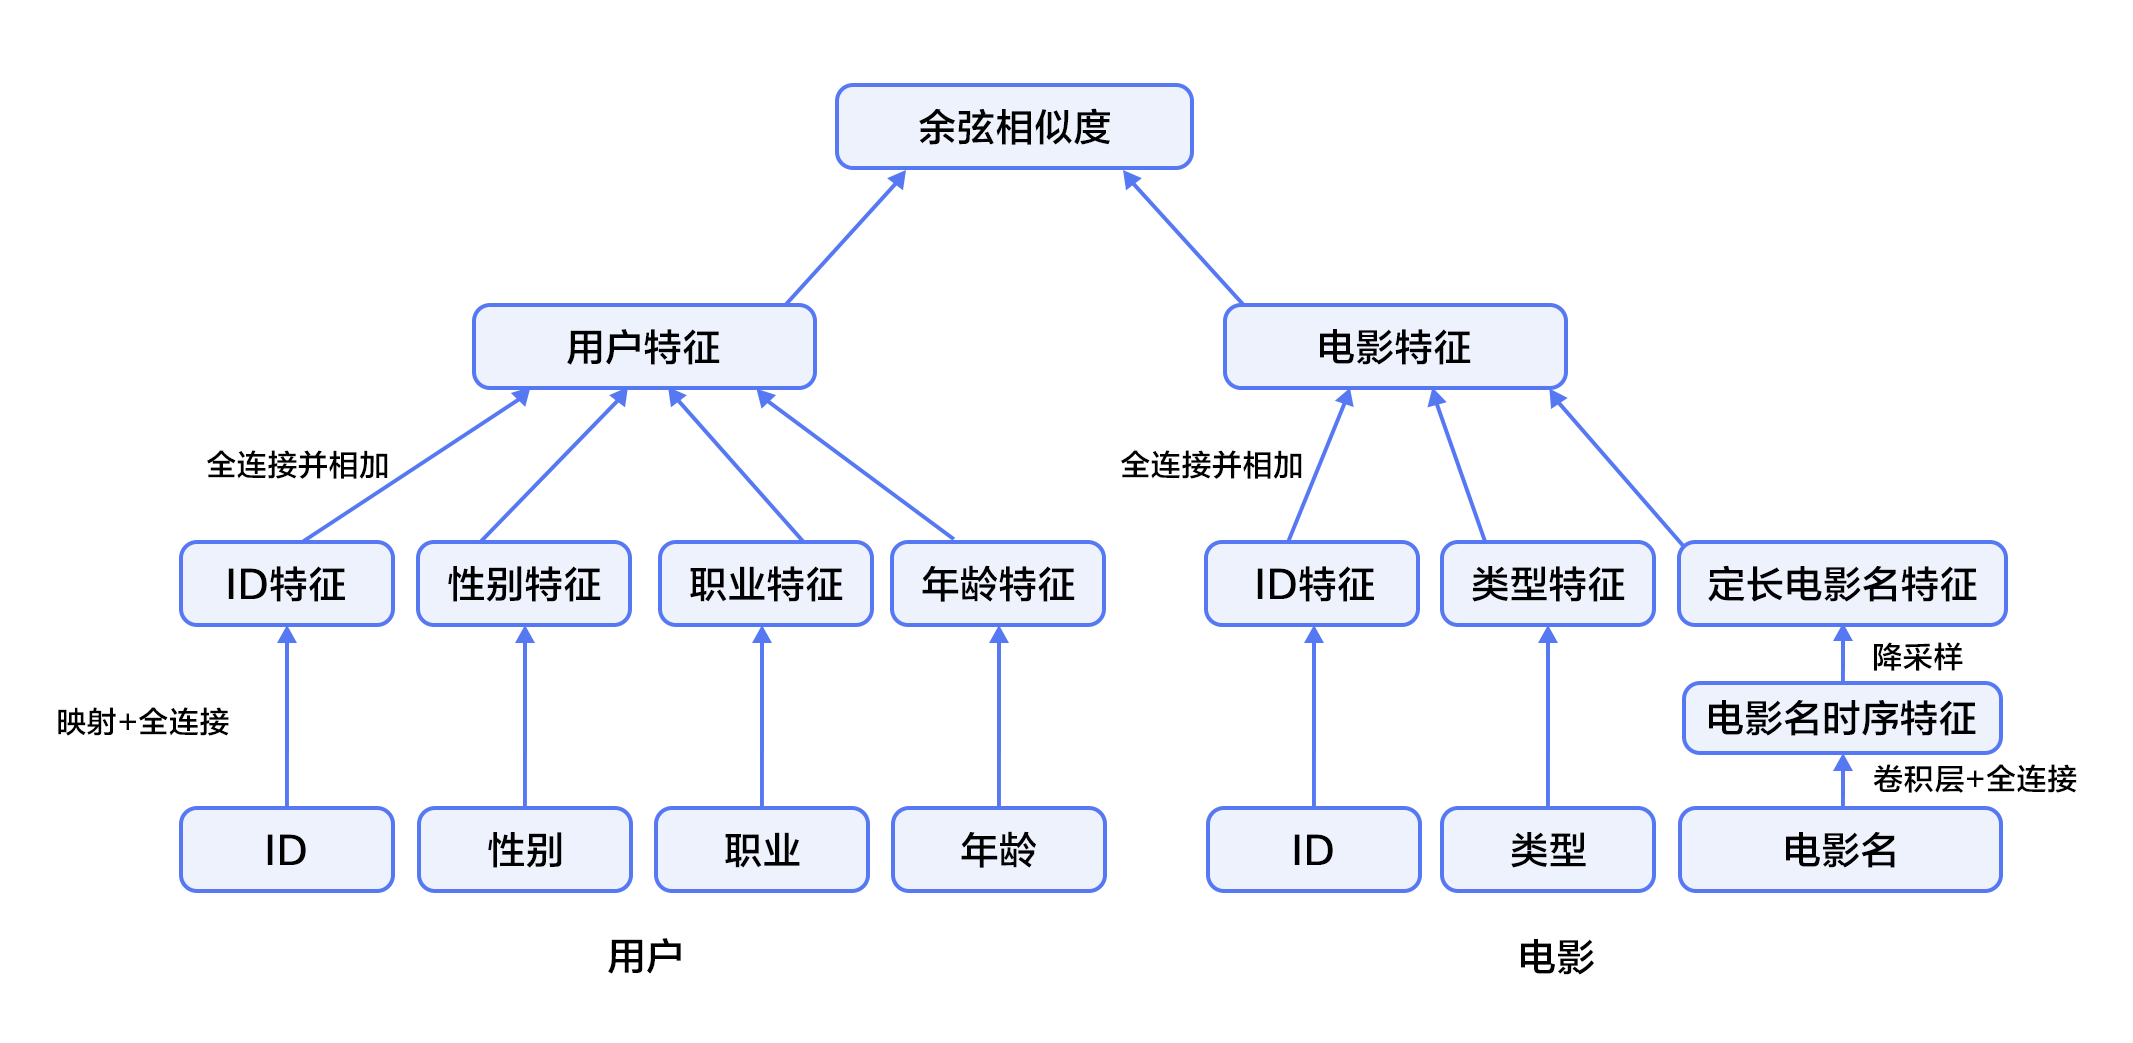 余弦相似度
用户特征
电影特征
全连接并相加
全连接并相加
ID特征
性别特征
职业特征
年龄特征
ID特征
类型特征
定长电影名特征
降采样
映射+全连接
电影名时序特征
卷积层+全连接
ID
性别
职业
年龄
ID
类型
电影名
用户
电影